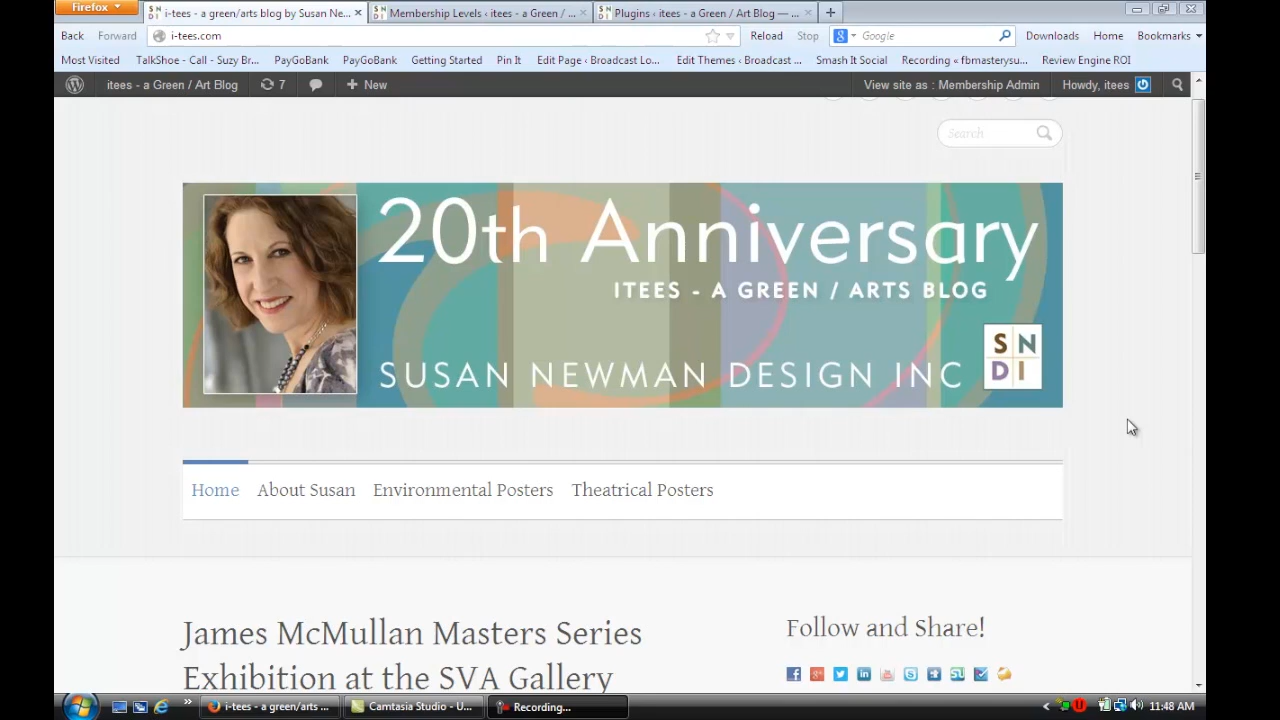 Firefox
i-tees - a green/arts blog by Susan Ne...
Membership Levels ‹ itees - a Green / ...
Plugins ‹ itees - a Green / Art Blog — ...
Back Forward i-tees.com Reload Stop Google Downloads Home Bookmarks
Most Visited TalkShoe - Call - Suzy Br... PayGoBank PayGoBank Getting Started Pin It Edit Page ‹ Broadcast Lo... Edit Themes ‹ Broadcast ... Smash It Social Recording « fbmasterysu... Review Engine ROI
itees - a Green / Art Blog 7 + New View site as : Membership Admin Howdy, itees
Search
20th Anniversary
ITEES - A GREEN / ARTS BLOG
SUSAN NEWMAN DESIGN INC
S N
D I
Home About Susan Environmental Posters Theatrical Posters
James McMullan Masters Series
Exhibition at the SVA Gallery
Follow and Share!
i-tees - a green/arts ... Camtasia Studio - U... Recording... 11:48 AM